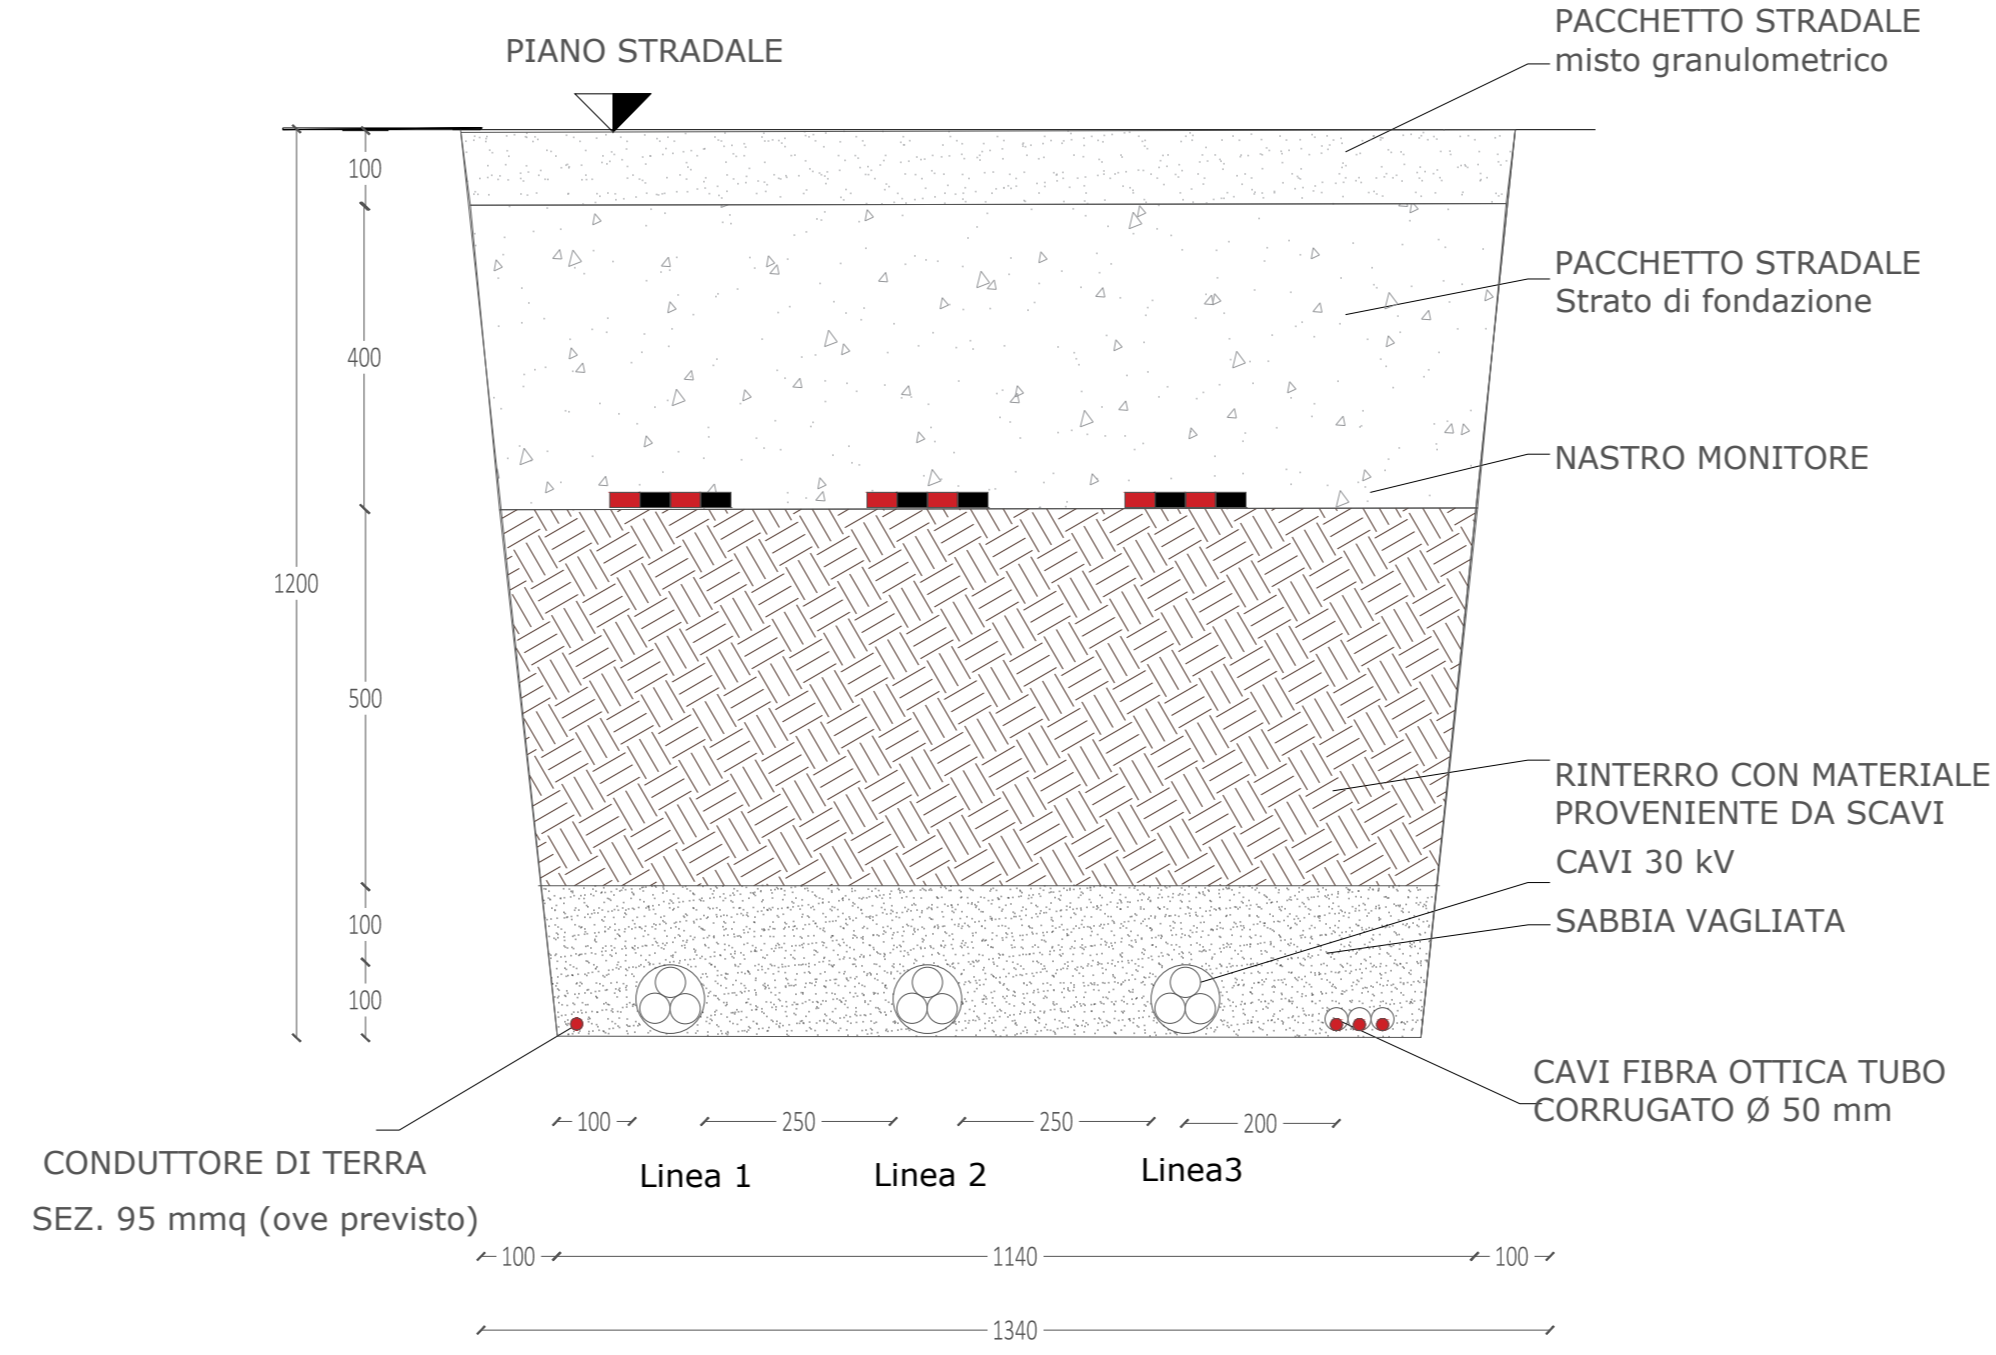 PACCHETTO STRADALE
misto granulometrico
PIANO STRADALE
100
PACCHETTO STRADALE
Strato di fondazione
400
NASTRO MONITORE
1200
500
RINTERRO CON MATERIALE
PROVENIENTE DA SCAVI
CAVI 30 kV
SABBIA VAGLIATA
100
100
CAVI FIBRA OTTICA TUBO
CORRUGATO Ø 50 mm
100 250 250 200
CONDUTTORE DI TERRA
SEZ. 95 mmq (ove previsto)
Linea 1 Linea 2 Linea3
100 1140 100
1340